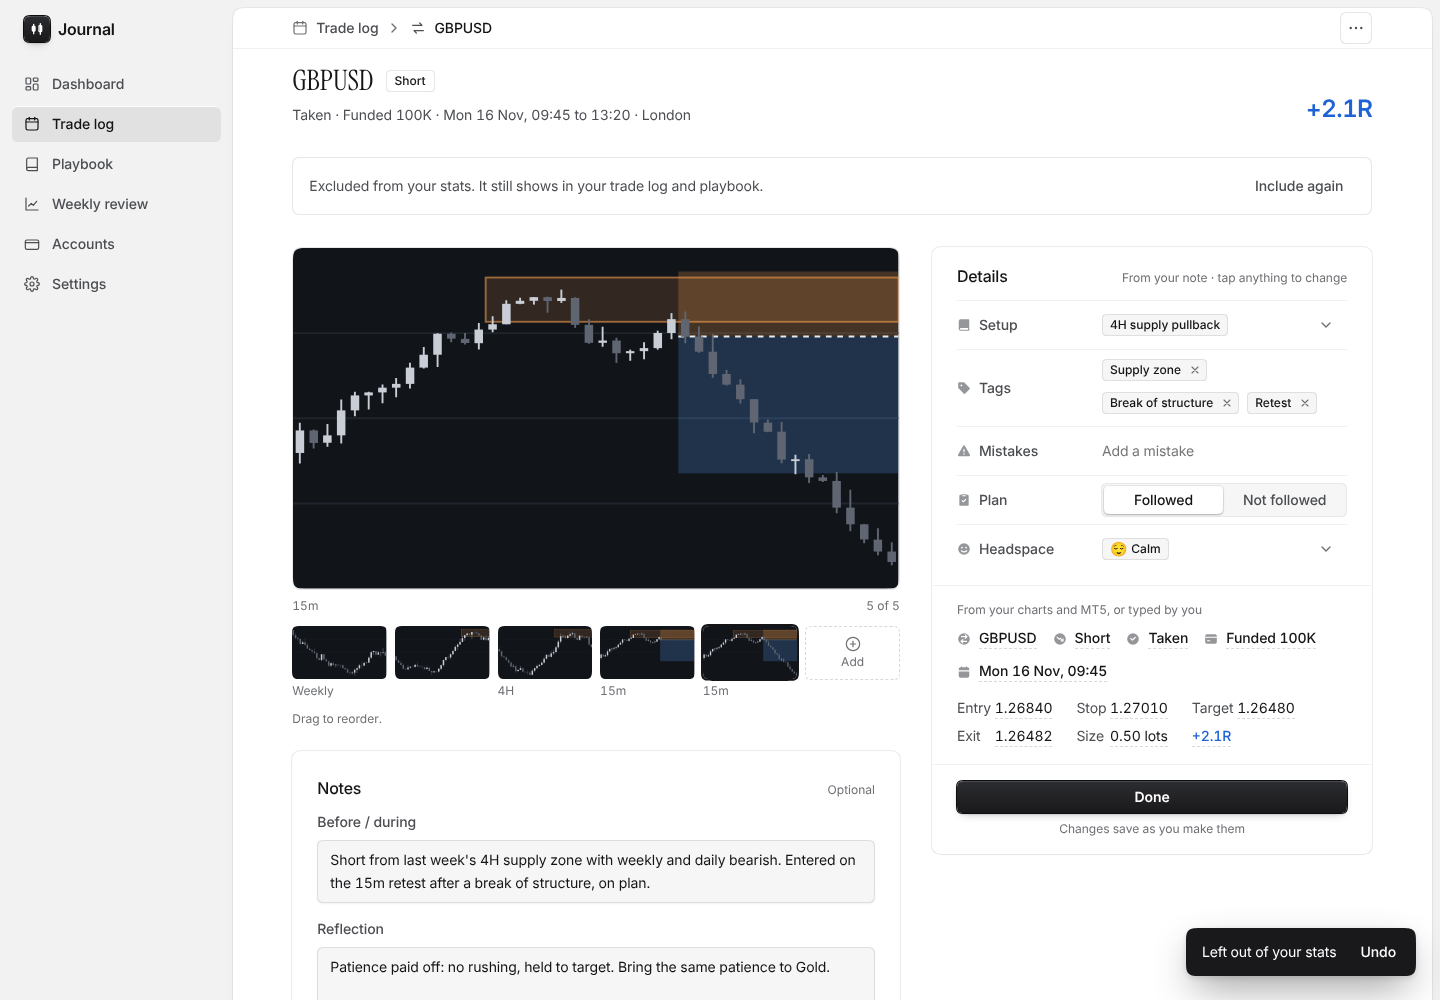 Journal
Dashboard
Trade log
Playbook
Weekly review
Accounts
Settings
Trade log
GBPUSD
GBPUSD
Short
Taken · Funded 100K · Mon 16 Nov, 09:45 to 13:20 · London
+2.1R
Excluded from your stats. It still shows in your trade log and playbook.
Include again
15m
5 of 5
Weekly
4H
15m
15m
Add
Drag to reorder.
Notes
Optional
Before / during
Short from last week's 4H supply zone with weekly and daily bearish. Entered on
the 15m retest after a break of structure, on plan.
Reflection
Patience paid off: no rushing, held to target. Bring the same patience to Gold.
Details
From your note · tap anything to change
Setup
4H supply pullback
Tags
Supply zone
Break of structure
Retest
Mistakes
Add a mistake
Plan
Followed
Not followed
Headspace
😌 Calm
From your charts and MT5, or typed by you
GBPUSD Short Taken Funded 100K
Mon 16 Nov, 09:45
Entry 1.26840 Stop 1.27010 Target 1.26480
Exit 1.26482 Size 0.50 lots +2.1R
Done
Changes save as you make them
Left out of your stats
Undo